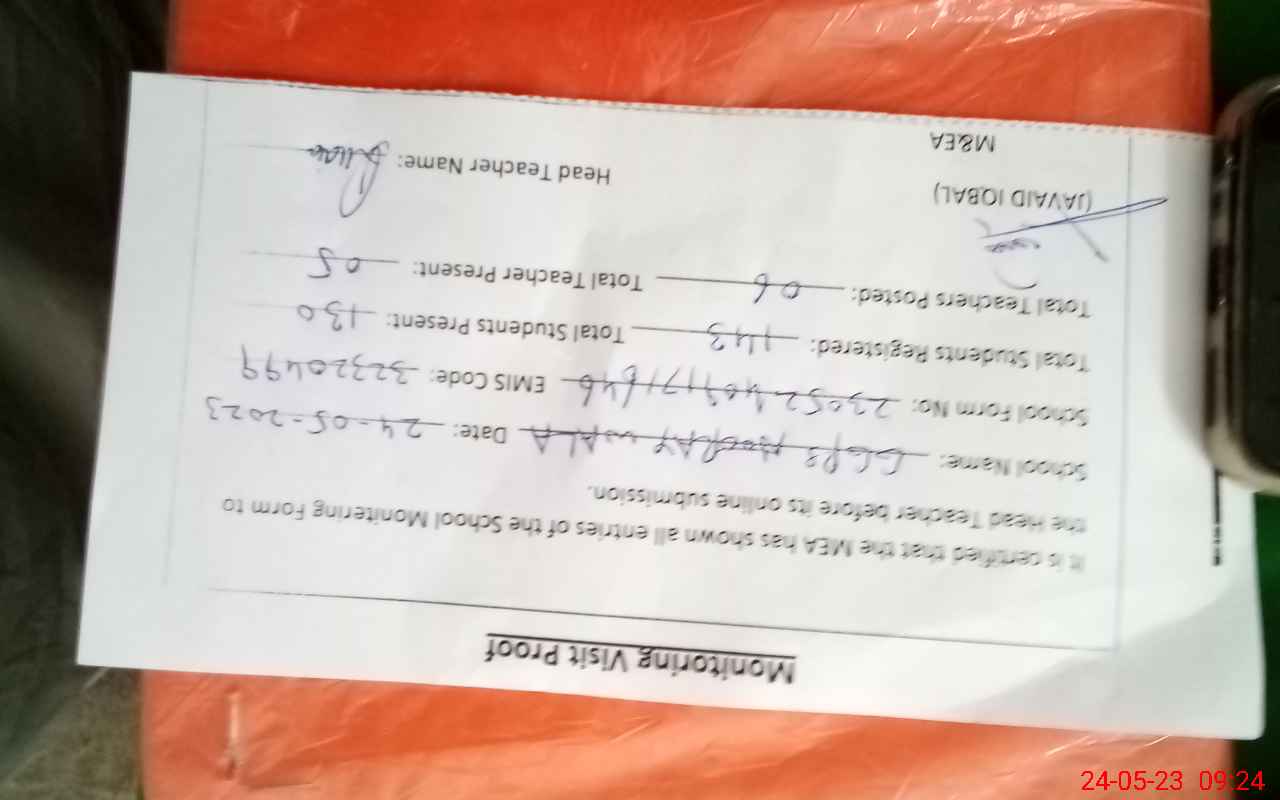 Monitoring Visit Proof
It is certified that the MEA has shown all entries of the School Monitering Form to
the Head Teacher before its online submission.
School Name: GGPS WALA Date: 24-05-2023
School Form No: EMIS Code: 32320499
Total Students Registered: 143 Total Students Present: 130
Total Teachers Posted: 06 Total Teacher Present: 05
(JAVAID IQBAL)
M&EA
Head Teacher Name:
24-05-23 09:24